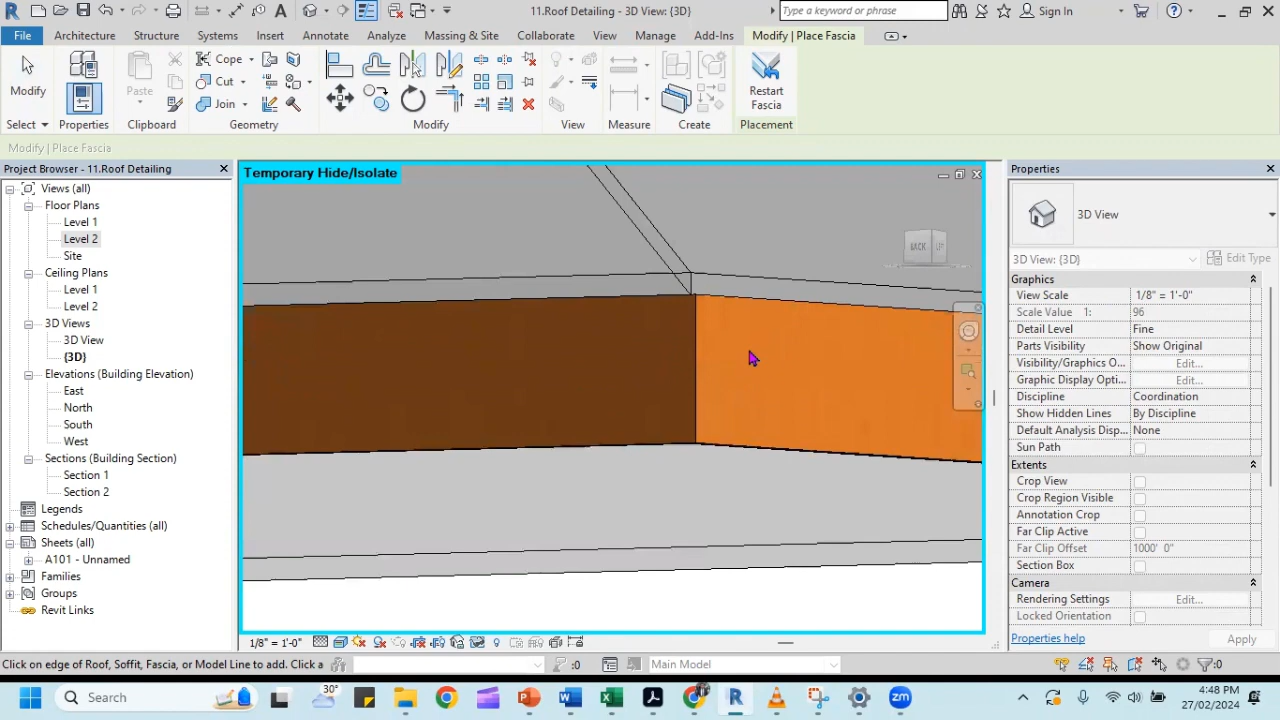 11.Roof Detailing - 3D View: {3D}
Type a keyword or phrase
Sign In
File Architecture Structure Systems Insert Annotate Analyze Massing & Site Collaborate View Manage Add-Ins Modify | Place Fascia
Modify
Properties
Paste
Cope
Cut
Join
Restart Fascia
Select Properties Clipboard Geometry Modify View Measure Create Placement
Modify | Place Fascia
Project Browser - 11.Roof Detailing
Views (all)
Floor Plans
Level 1
Level 2
Site
Ceiling Plans
Level 1
Level 2
3D Views
3D View
{3D}
Elevations (Building Elevation)
East
North
South
West
Sections (Building Section)
Section 1
Section 2
Legends
Schedules/Quantities (all)
Sheets (all)
A101 - Unnamed
Families
Groups
Revit Links
Temporary Hide/Isolate
BACK
Properties
3D View
3D View: {3D} Edit Type
Graphics
View Scale 1/8" = 1'-0"
Scale Value 1: 96
Detail Level Fine
Parts Visibility Show Original
Visibility/Graphics O... Edit...
Graphic Display Opti... Edit...
Discipline Coordination
Show Hidden Lines By Discipline
Default Analysis Disp... None
Sun Path
Extents
Crop View
Crop Region Visible
Annotation Crop
Far Clip Active
Far Clip Offset 1000' 0"
Section Box
Camera
Rendering Settings Edit...
Locked Orientation
Properties help Apply
1/8" = 1'-0"
Click on edge of Roof, Soffit, Fascia, or Model Line to add. Click a :0 Main Model :0
Search 30° 4:48 PM
27/02/2024